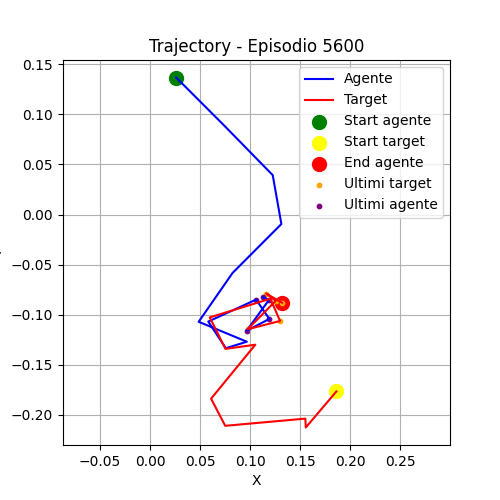 Trajectory - Episodio 5600
Agente
Target
Start agente
Start target
End agente
Ultimi target
Ultimi agente
0.15
0.10
0.05
0.00
−0.05
−0.10
−0.15
−0.20
−0.05
0.00
0.05
0.10
0.15
0.20
0.25
X